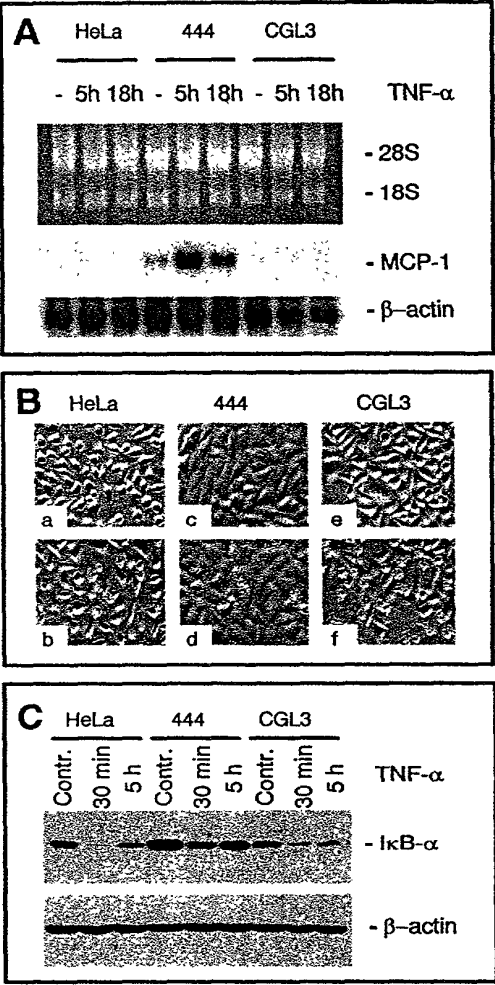 A
HeLa 444 CGL3
- 5h 18h - 5h 18h - 5h 18h TNF-α
- 28S
- 18S
- MCP-1
- β-actin
B HeLa 444 CGL3
a c e
b d f
C
HeLa 444 CGL3
Contr. 30 min 5 h Contr. 30 min 5 h Contr. 30 min 5 h TNF-α
- IκB-α
- β-actin